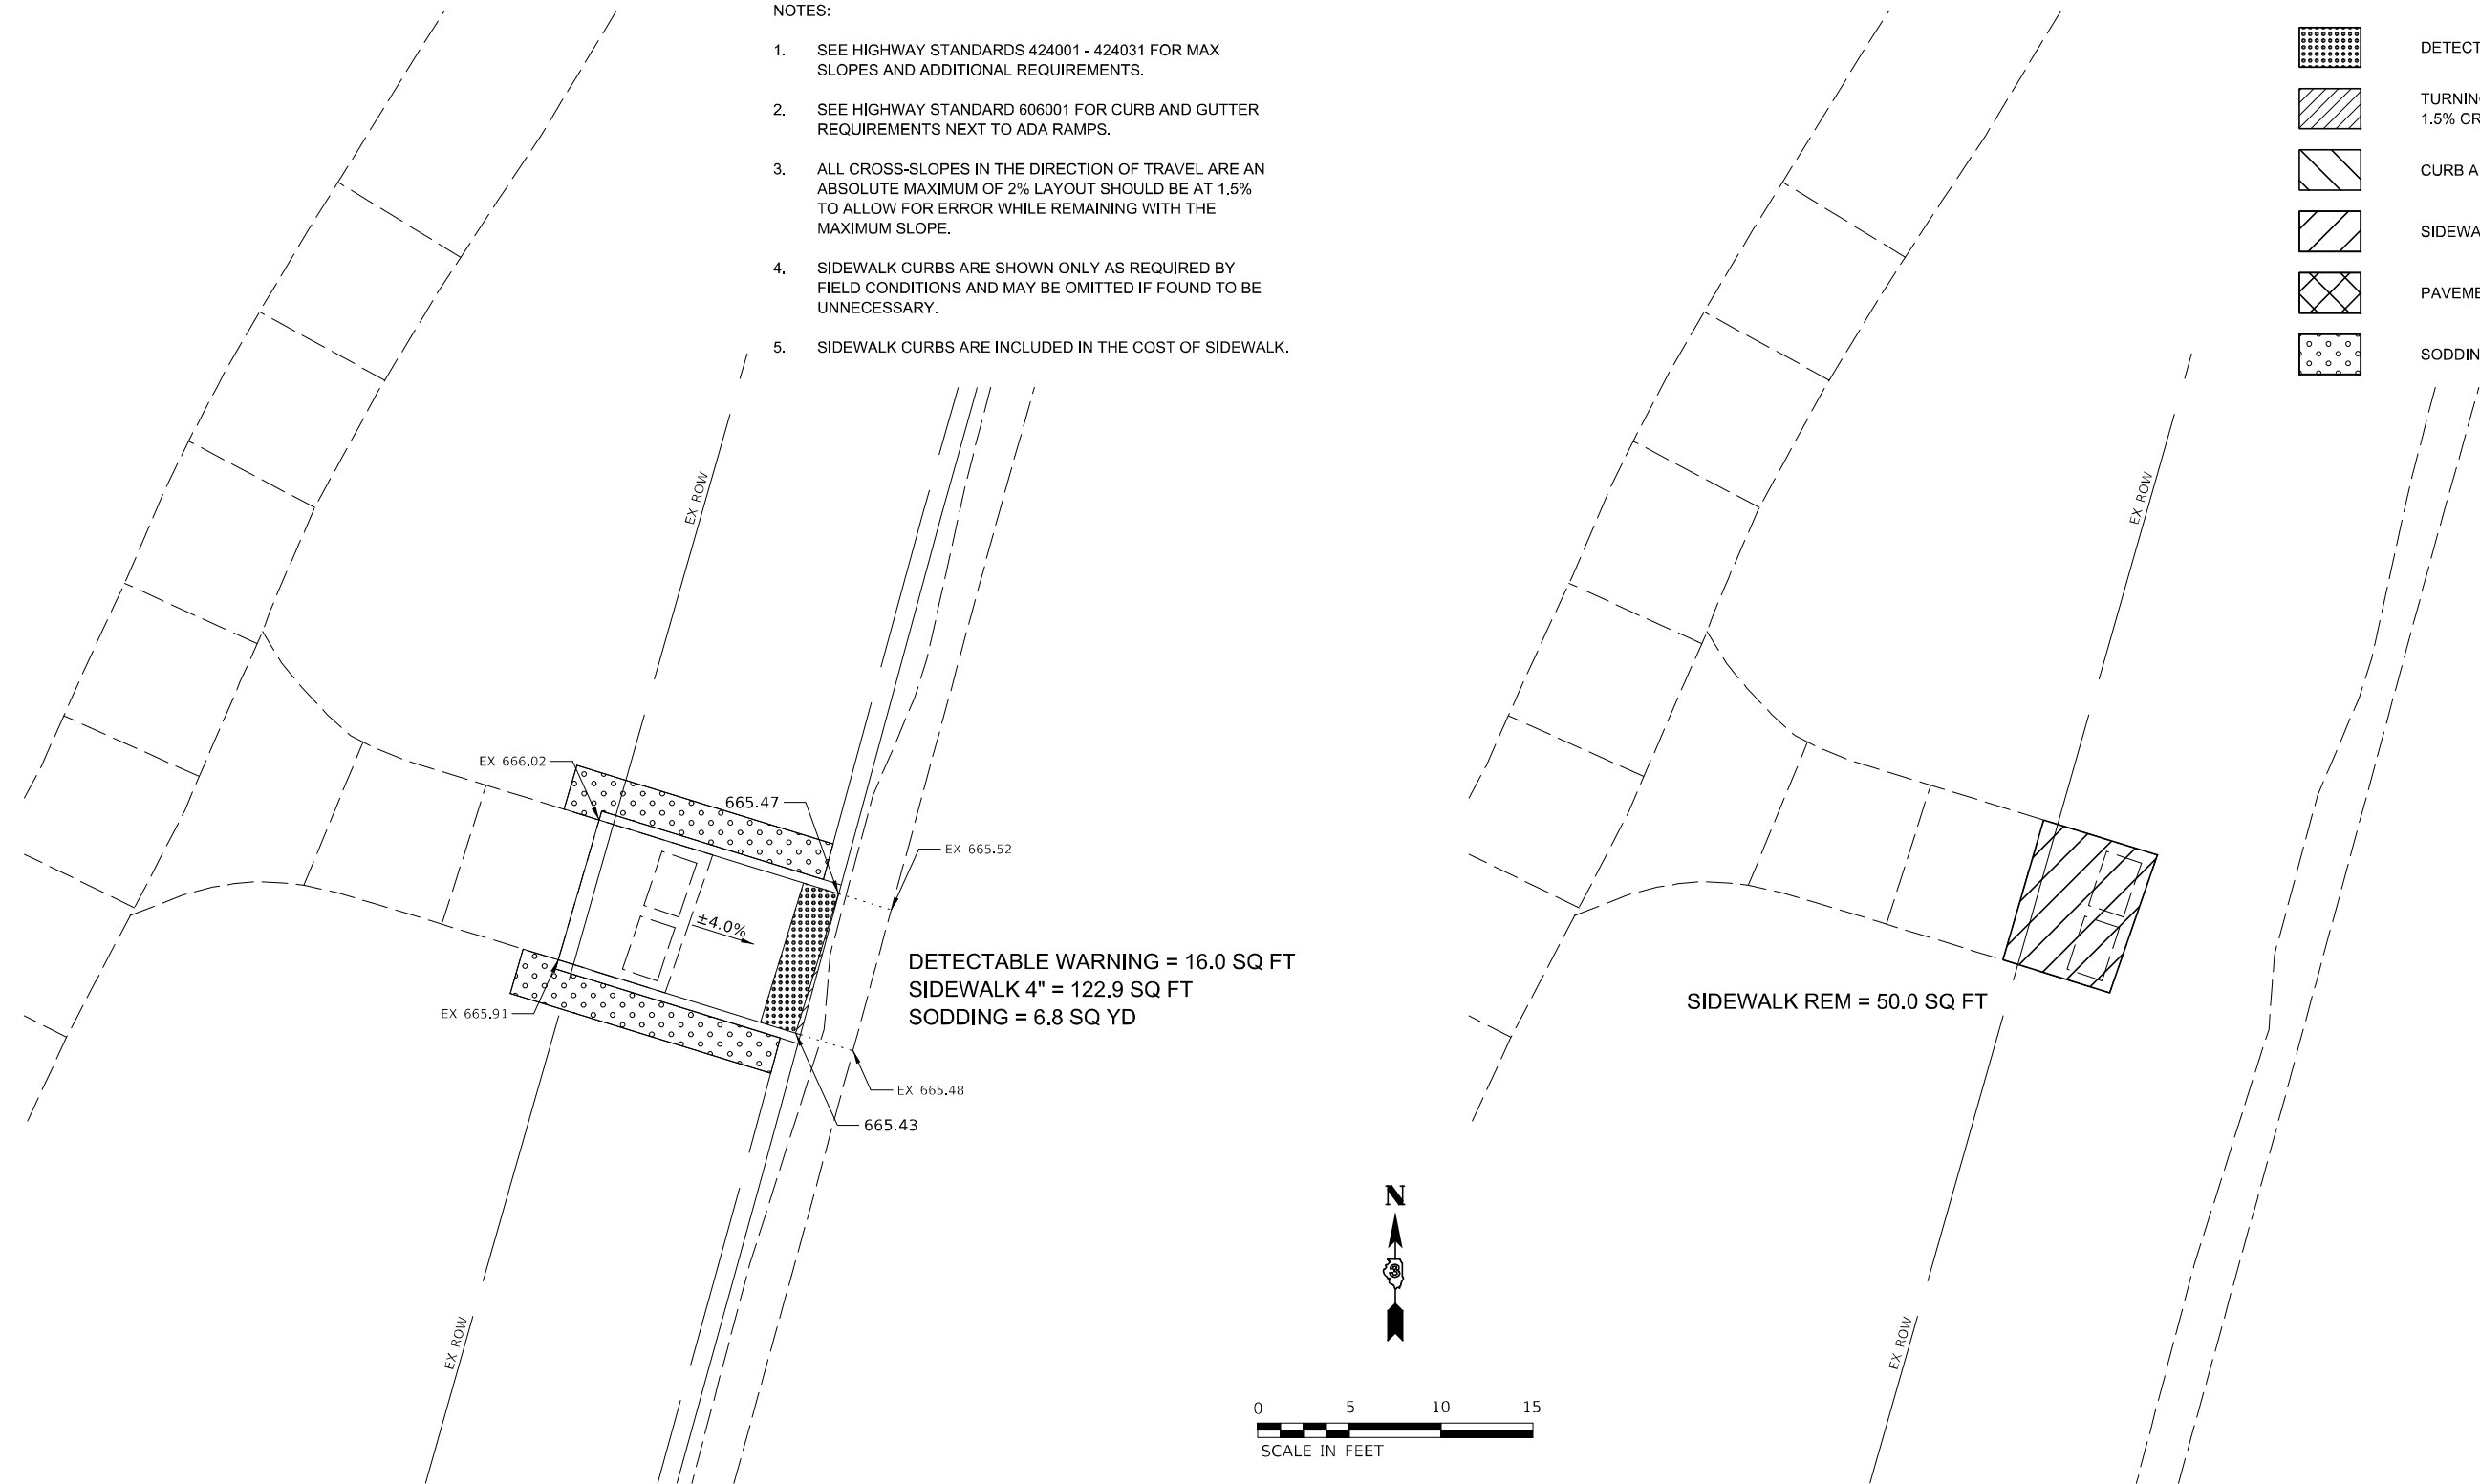 NOTES:
1. SEE HIGHWAY STANDARDS 424001 - 424031 FOR MAX
SLOPES AND ADDITIONAL REQUIREMENTS.
2. SEE HIGHWAY STANDARD 606001 FOR CURB AND GUTTER
REQUIREMENTS NEXT TO ADA RAMPS.
3. ALL CROSS-SLOPES IN THE DIRECTION OF TRAVEL ARE AN
ABSOLUTE MAXIMUM OF 2% LAYOUT SHOULD BE AT 1.5%
TO ALLOW FOR ERROR WHILE REMAINING WITH THE
MAXIMUM SLOPE.
4. SIDEWALK CURBS ARE SHOWN ONLY AS REQUIRED BY
FIELD CONDITIONS AND MAY BE OMITTED IF FOUND TO BE
UNNECESSARY.
5. SIDEWALK CURBS ARE INCLUDED IN THE COST OF SIDEWALK.
DETECT
TURNIN
1.5% CR
CURB A
SIDEWA
PAVEME
SODDIN
EX ROW
EX ROW
EX 666.02
665.47
EX 665.52
±4.0%
DETECTABLE WARNING = 16.0 SQ FT
SIDEWALK 4" = 122.9 SQ FT
SODDING = 6.8 SQ YD
EX 665.91
EX 665.48
665.43
SIDEWALK REM = 50.0 SQ FT
N
3
EX ROW
EX ROW
0 5 10 15
SCALE IN FEET